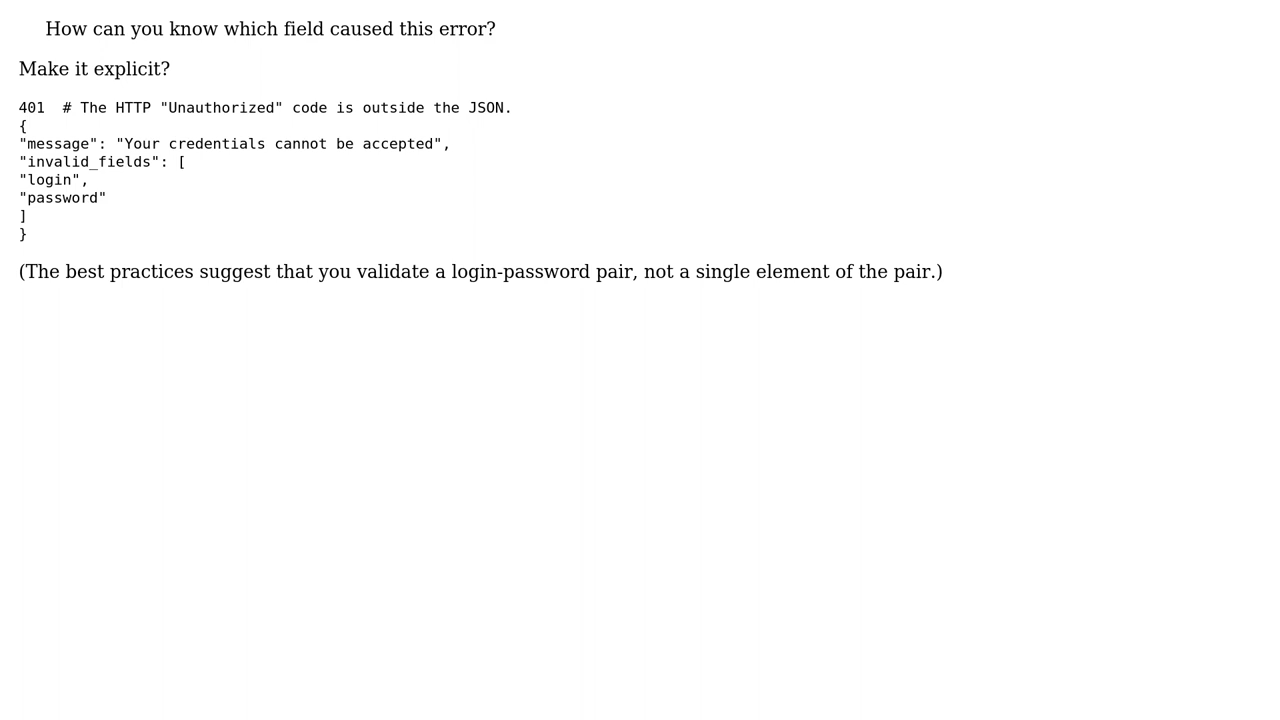 How can you know which field caused this error?
Make it explicit?
401  # The HTTP "Unauthorized" code is outside the JSON.
{
"message": "Your credentials cannot be accepted",
"invalid_fields": [
"login",
"password"
]
}
(The best practices suggest that you validate a login-password pair, not a single element of the pair.)